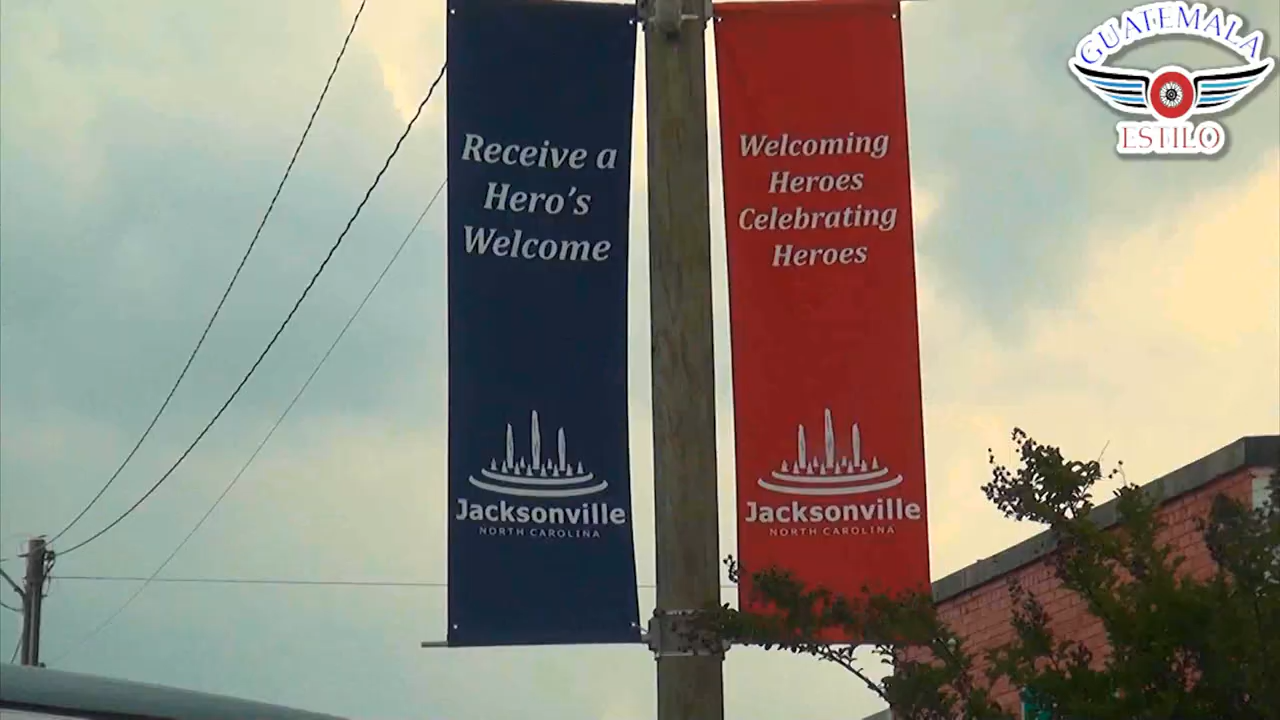 Receive a
Hero's
Welcome
Jacksonville
NORTH CAROLINA
Welcoming
Heroes
Celebrating
Heroes
Jacksonville
NORTH CAROLINA
GUATEMALA
ESTILO